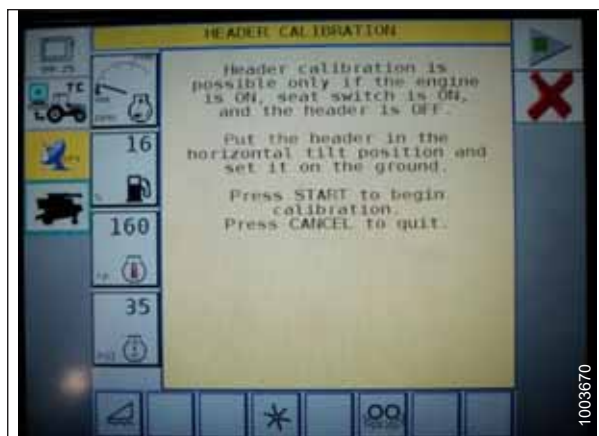 HEADER CALIBRATION
TC
Header calibration is
possible only if the engine
is ON, seat switch is ON,
and the header is OFF.
Put the header in the
horizontal tilt position and
set it on the ground.
Press START to begin
calibration.
Press CANCEL to quit.
16
160
35
1003670